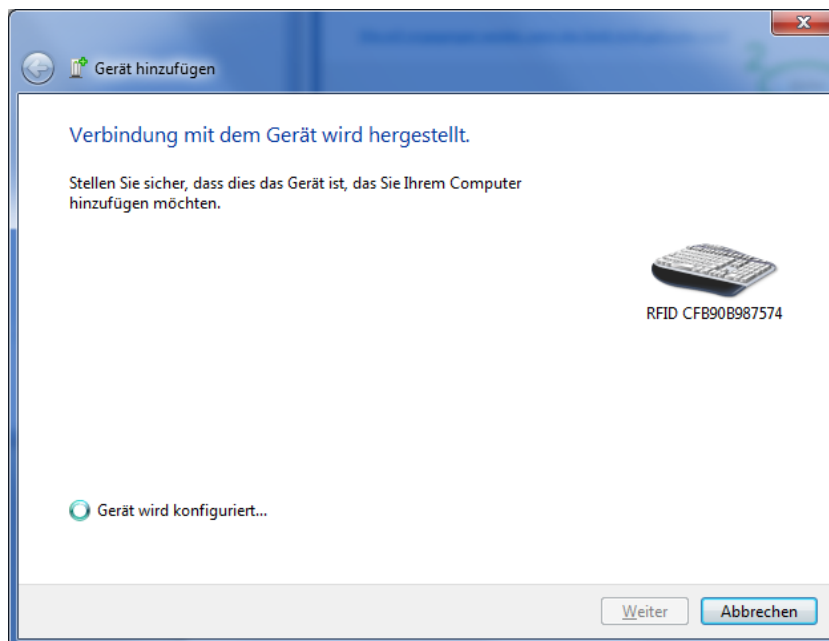 Gerät hinzufügen
Verbindung mit dem Gerät wird hergestellt.
Stellen Sie sicher, dass dies das Gerät ist, das Sie Ihrem Computer
hinzufügen möchten.
RFID CFB90B987574
Gerät wird konfiguriert...
Weiter
Abbrechen